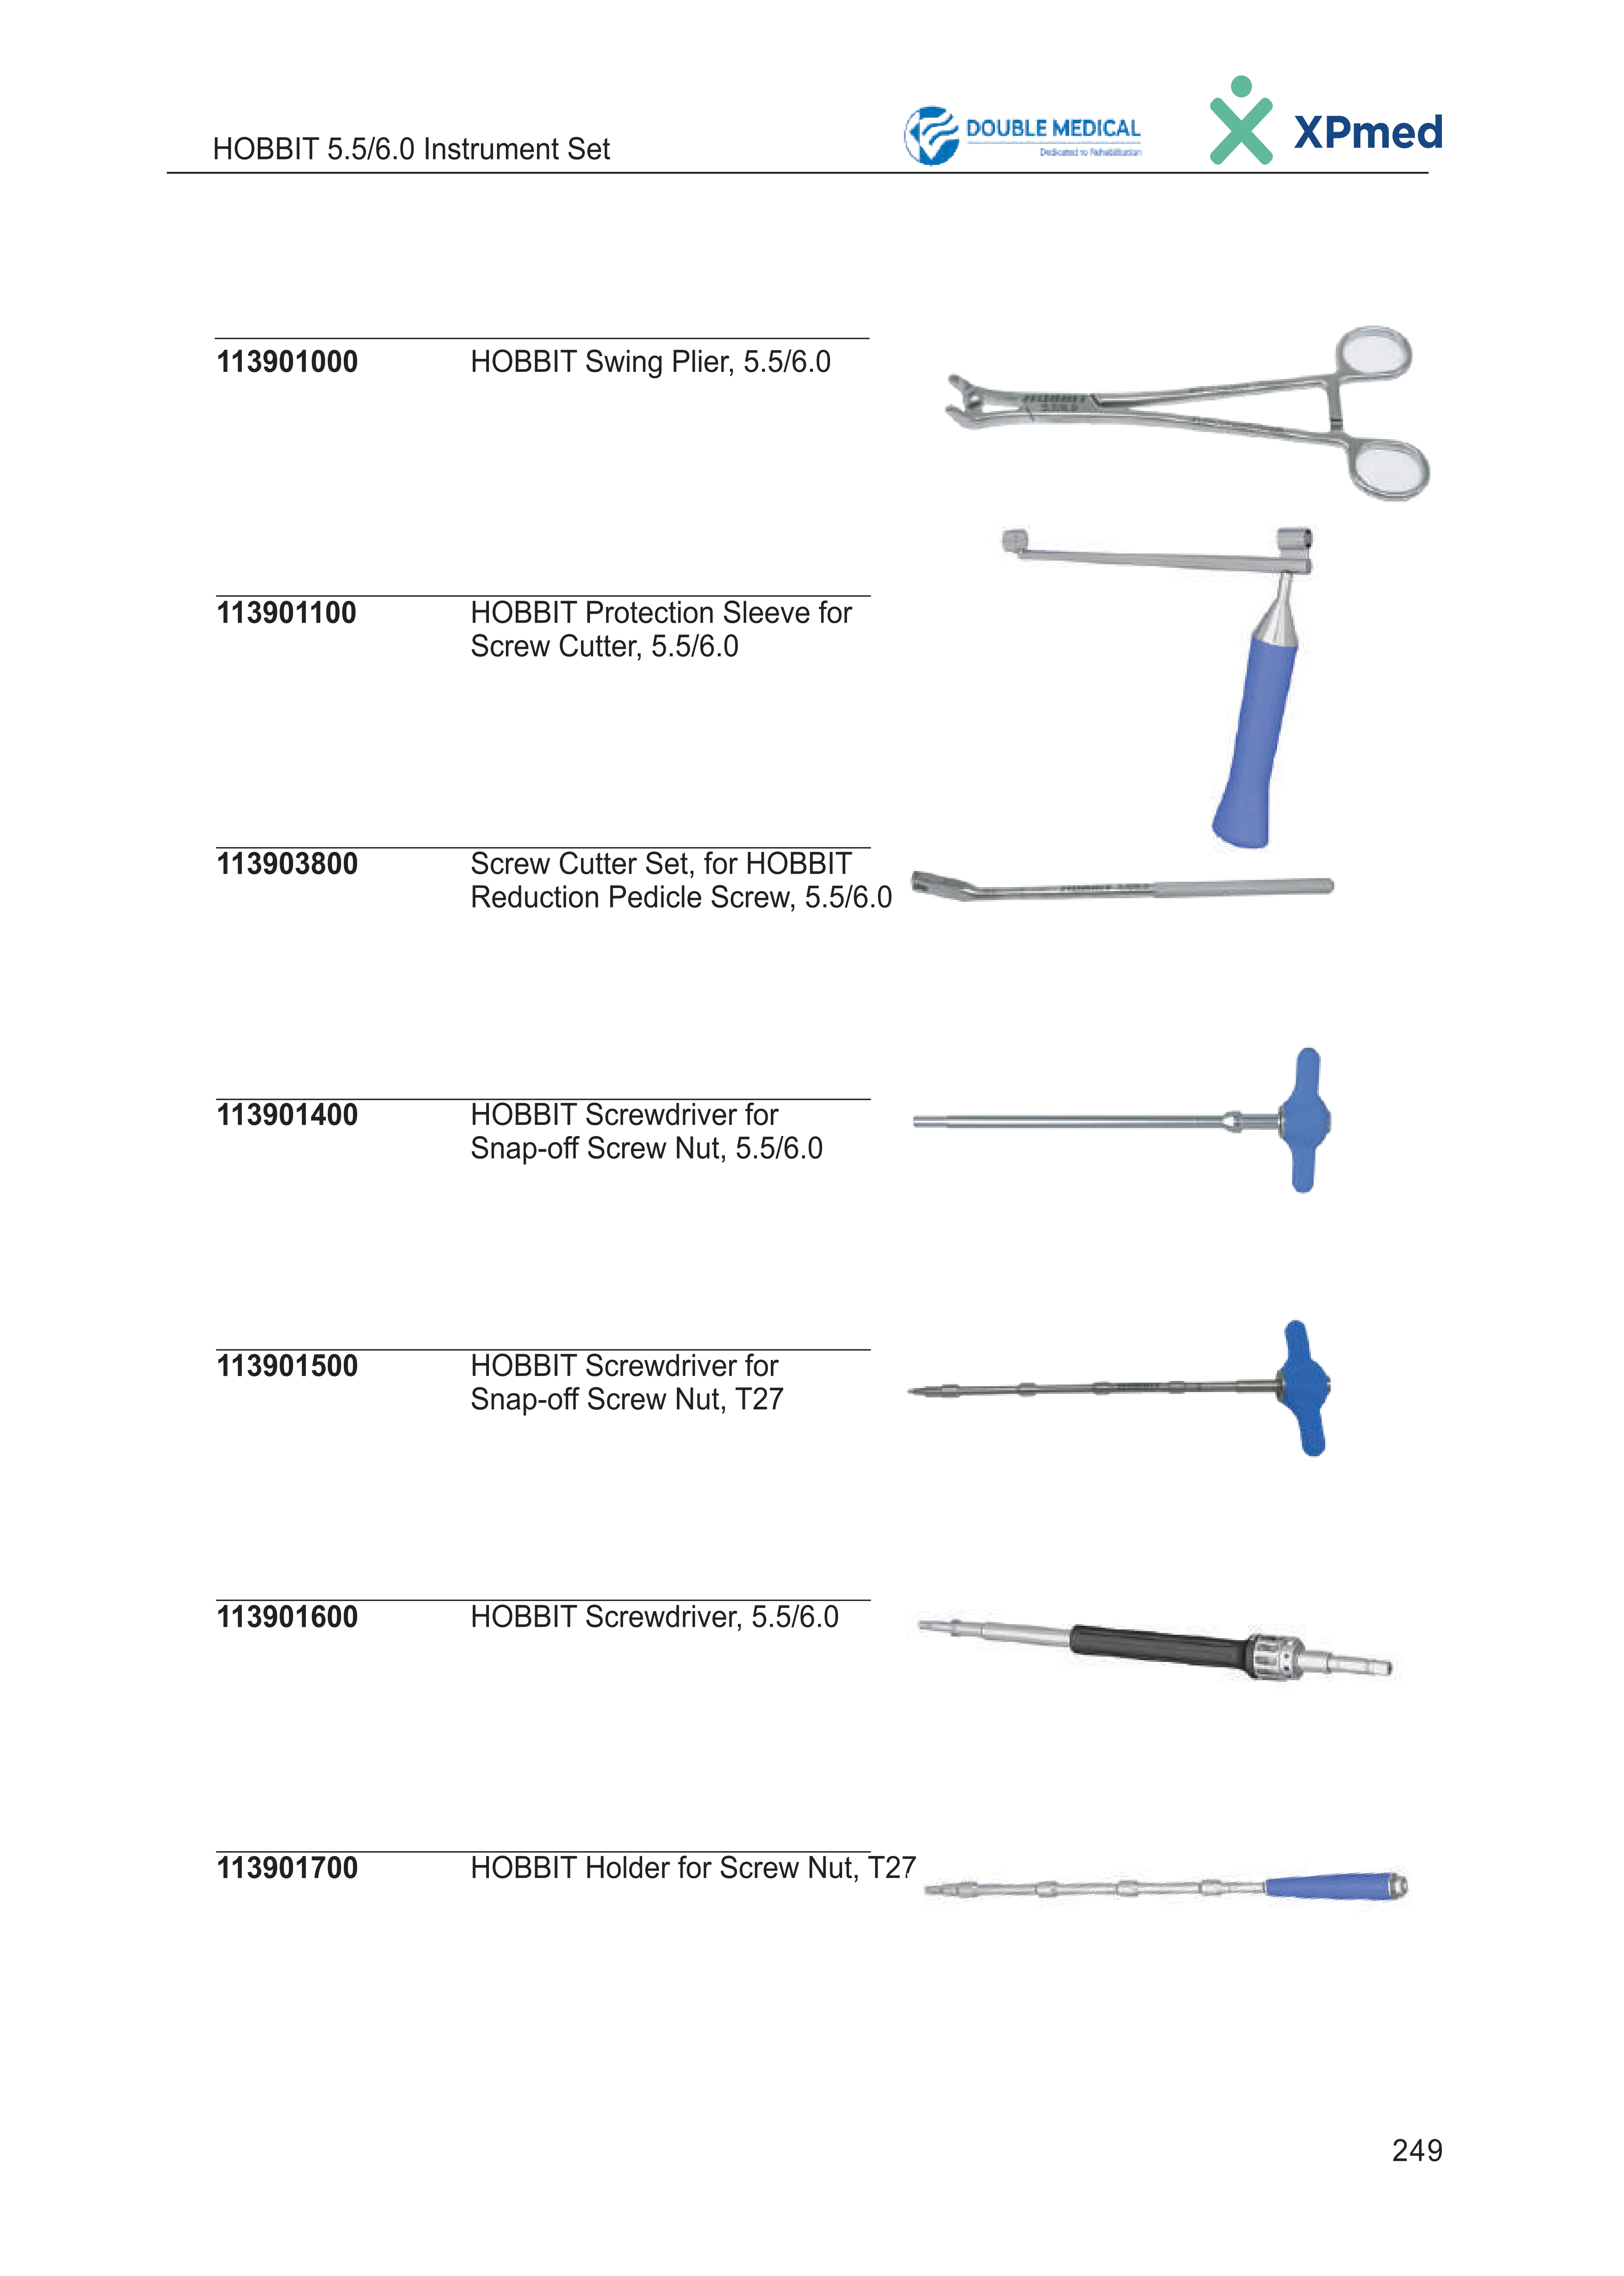 HOBBIT 5.5/6.0 Instrument Set
DOUBLE MEDICAL
Dedicated to Rehabilitation
XPmed
113901000 HOBBIT Swing Plier, 5.5/6.0
113901100 HOBBIT Protection Sleeve for
Screw Cutter, 5.5/6.0
113903800 Screw Cutter Set, for HOBBIT
Reduction Pedicle Screw, 5.5/6.0
113901400 HOBBIT Screwdriver for
Snap-off Screw Nut, 5.5/6.0
113901500 HOBBIT Screwdriver for
Snap-off Screw Nut, T27
113901600 HOBBIT Screwdriver, 5.5/6.0
113901700 HOBBIT Holder for Screw Nut, T27
249